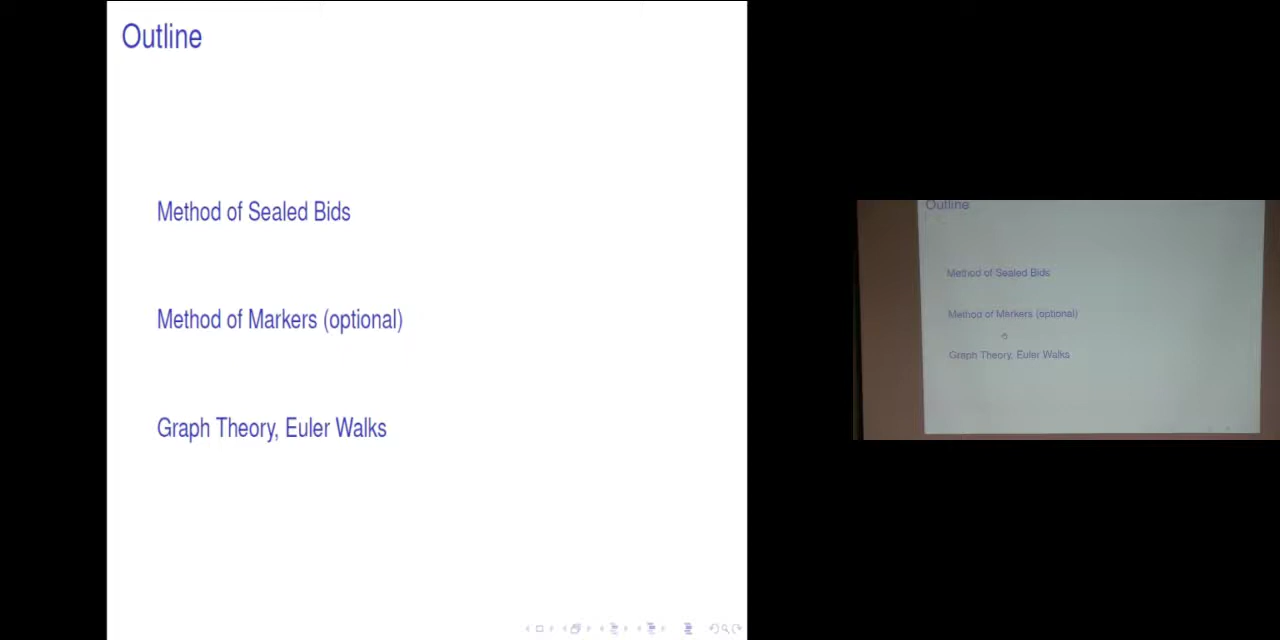 Outline
Method of Sealed Bids
Method of Markers (optional)
Graph Theory, Euler Walks
Outline
Method of Sealed Bids
Method of Markers (optional)
Graph Theory, Euler Walks